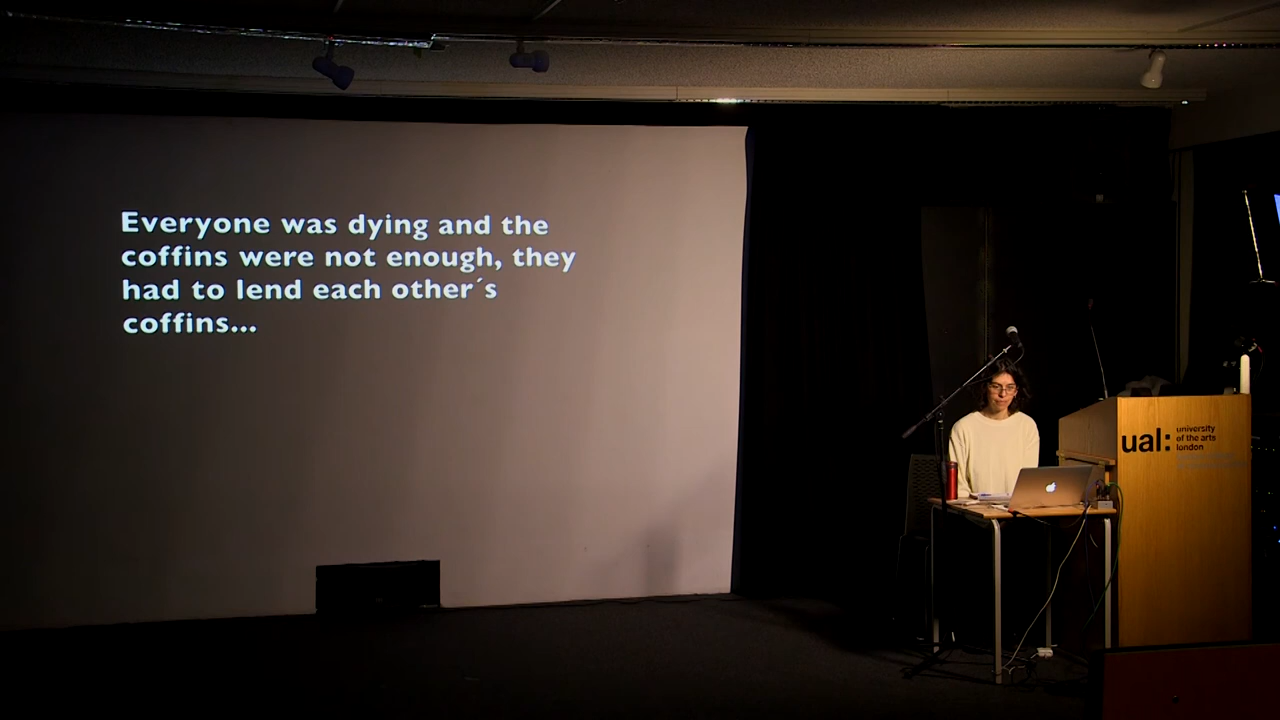 Everyone was dying and the
coffins were not enough, they
had to lend each other´s
coffins...
ual:
university
of the arts
london